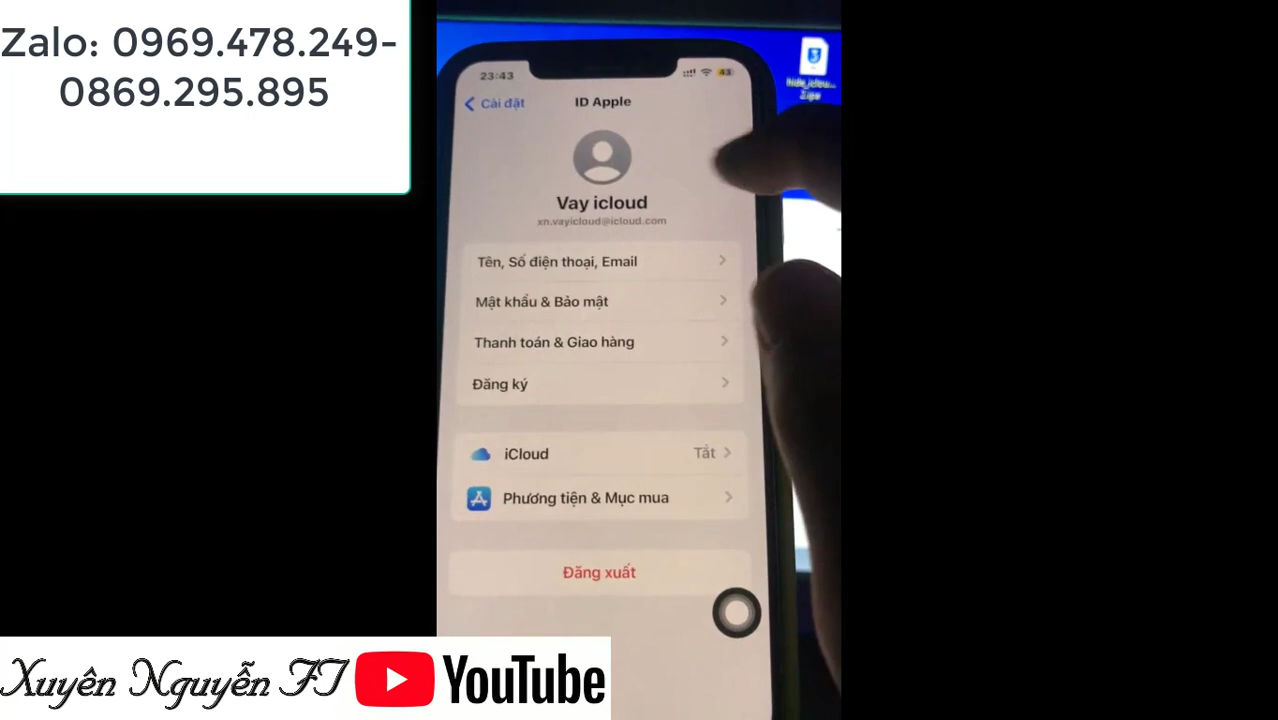 Zalo: 0969.478.249-
0869.295.895
23:43
43
Cài đặt
ID Apple
Vay icloud
xn.vayicloud@icloud.com
Tên, Số điện thoại, Email
Mật khẩu & Bảo mật
Thanh toán & Giao hàng
Đăng ký
iCloud
Tắt
Phương tiện & Mục mua
Đăng xuất
Xuyên Nguyễn FT
YouTube